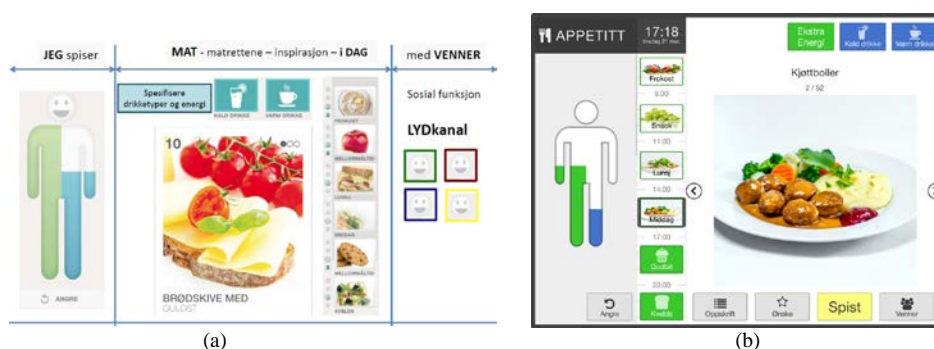 JEG spiser
MAT - matrettene – inspirasjon – i DAG
med VENNER
Spesifisere
drikketyper og energi
KALD DRIKKE
VARM DRIKKE
Sosial funksjon
LYDkanal
10
FROKOST
MELLOMMÅLTID
LUNSJ
MIDDAG
MELLOMMÅLTID
KVELDS
BRØDSKIVE MED
GULOST
ANGRE
(a)
APPETITT
17:18
Ekstra
Energi
Kald drikke
Varm drikke
Kjøttboller
2 / 52
Frokost
9:00
Snack
11:00
Lunsj
14:00
Middag
17:00
Godbit
20:00
Kvelds
Angre
Oppskrift
Ønske
Spist
Venner
(b)